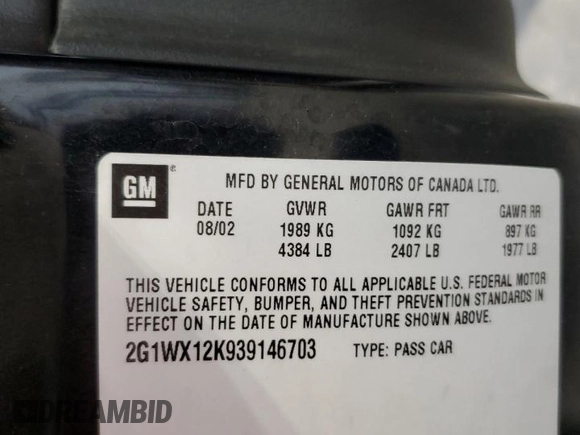 GM ®
MFD BY GENERAL MOTORS OF CANADA LTD.
DATE GVWR GAWR FRT GAWR RR
08/02 1989 KG 1092 KG 897 KG
4384 LB 2407 LB 1977 LB
THIS VEHICLE CONFORMS TO ALL APPLICABLE U.S. FEDERAL MOTOR
VEHICLE SAFETY, BUMPER, AND THEFT PREVENTION STANDARDS IN
EFFECT ON THE DATE OF MANUFACTURE SHOWN ABOVE.
2G1WX12K939146703 TYPE: PASS CAR
DREAMBID